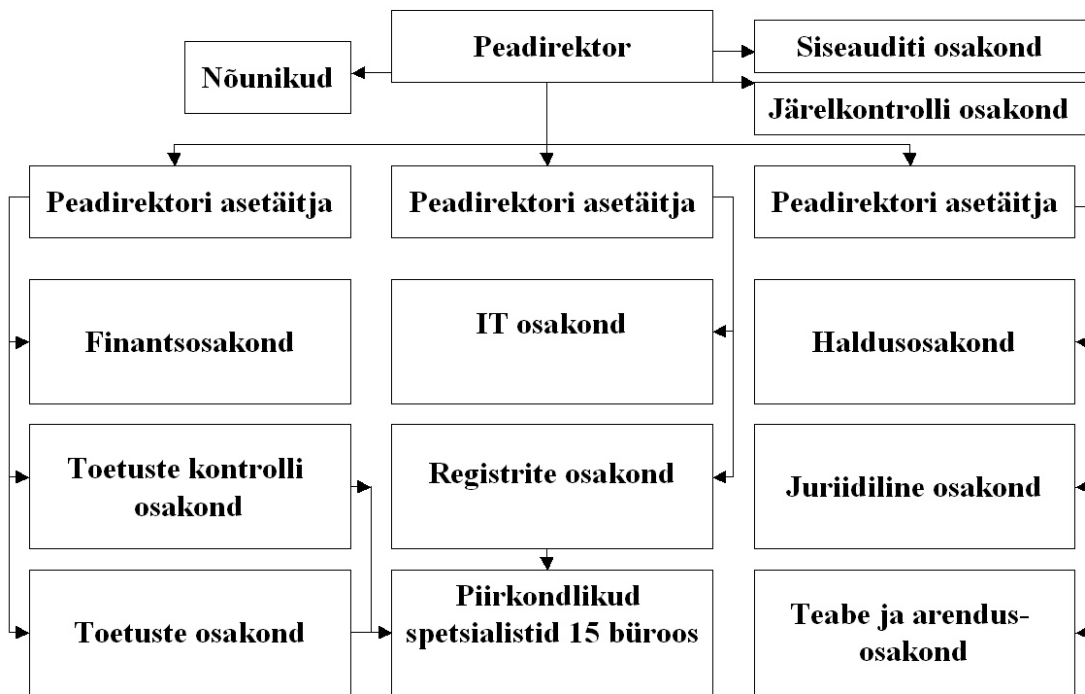 Peadirektor
Siseauditi osakond
Nõunikud
Järelkontrolli osakond
Peadirektori asetäitja
Peadirektori asetäitja
Peadirektori asetäitja
Finantsosakond
IT osakond
Haldusosakond
Toetuste kontrolli
osakond
Registrite osakond
Juriidiline osakond
Toetuste osakond
Piirkondlikud
spetsialistid 15 büroos
Teabe ja arendus-
osakond